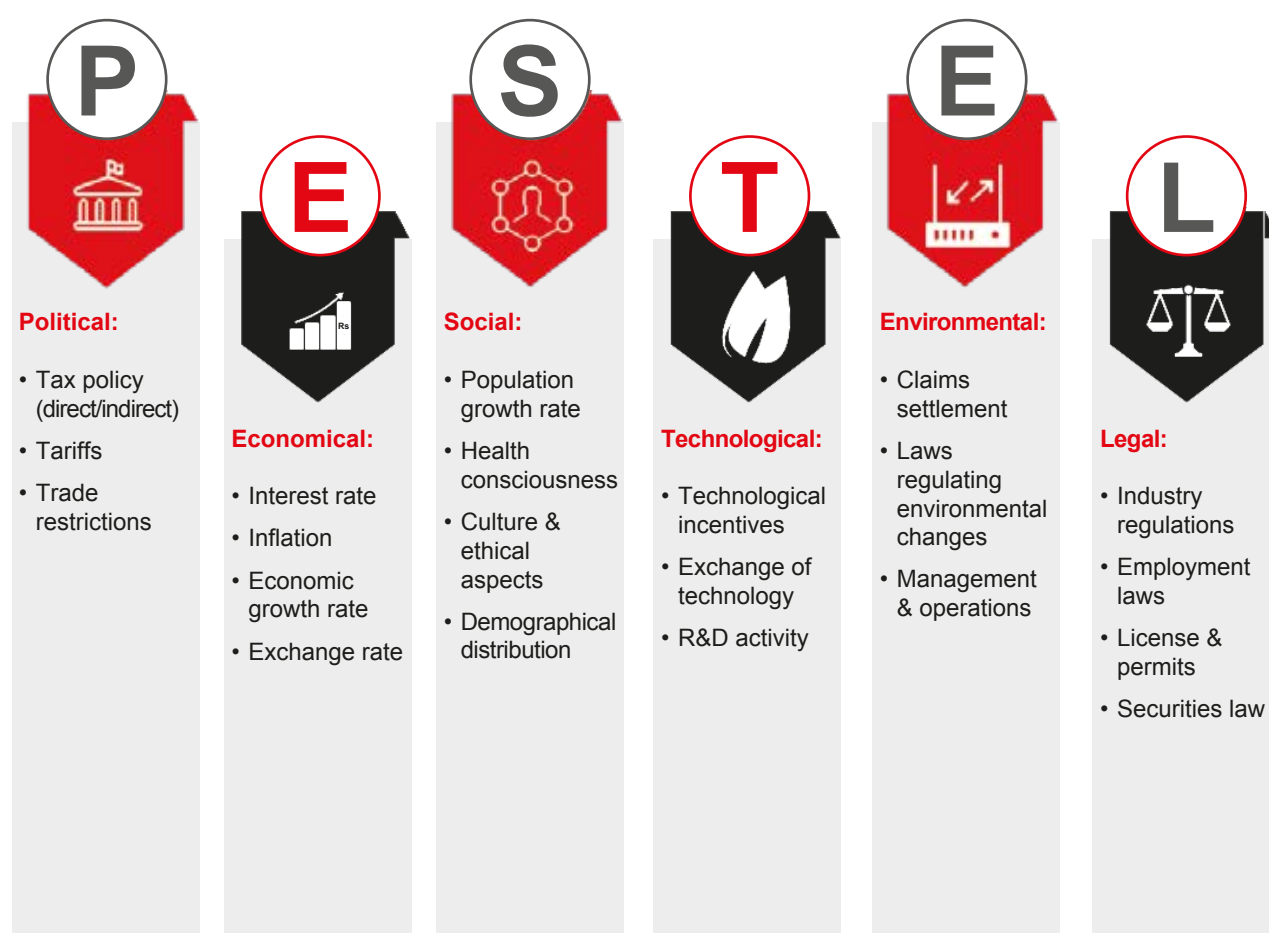 P
Political:
• Tax policy
(direct/indirect)
• Tariffs
• Trade
restrictions
E
Rs
Economical:
• Interest rate
• Inflation
• Economic
growth rate
• Exchange rate
S
Social:
• Population
growth rate
• Health
consciousness
• Culture &
ethical
aspects
• Demographical
distribution
T
Technological:
• Technological
incentives
• Exchange of
technology
• R&D activity
E
Environmental:
• Claims
settlement
• Laws
regulating
environmental
changes
• Management
& operations
L
Legal:
• Industry
regulations
• Employment
laws
• License &
permits
• Securities law